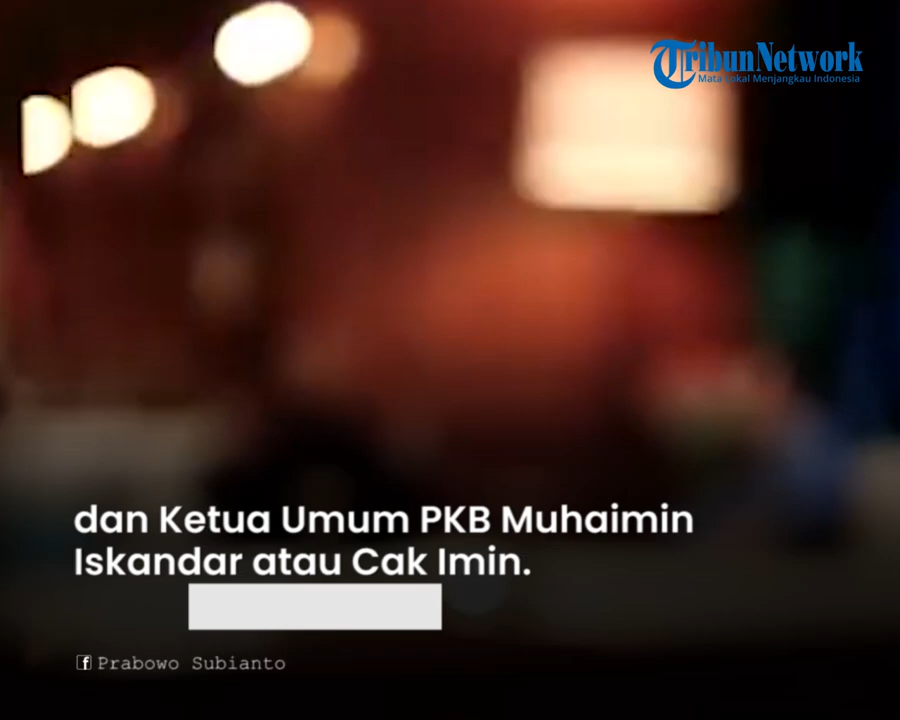 TribunNetwork
Mata Lokal Menjangkau Indonesia
dan Ketua Umum PKB Muhaimin
Iskandar atau Cak Imin.
f Prabowo Subianto